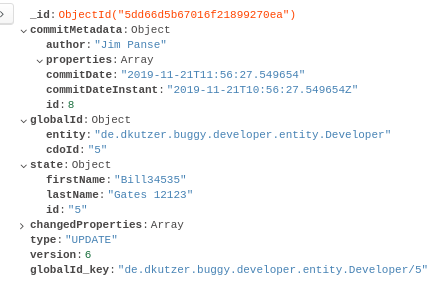 _id: ObjectId("5dd66d5b67016f21899270ea")
commitMetadata: Object
author: "Jim Panse"
properties: Array
commitDate: "2019-11-21T11:56:27.549654"
commitDateInstant: "2019-11-21T10:56:27.549654Z"
id: 8
globalId: Object
entity: "de.dkutzer.buggy.developer.entity.Developer"
cdoId: "5"
state: Object
firstName: "Bill34535"
lastName: "Gates 12123"
id: "5"
changedProperties: Array
type: "UPDATE"
version: 6
globalId_key: "de.dkutzer.buggy.developer.entity.Developer/5"